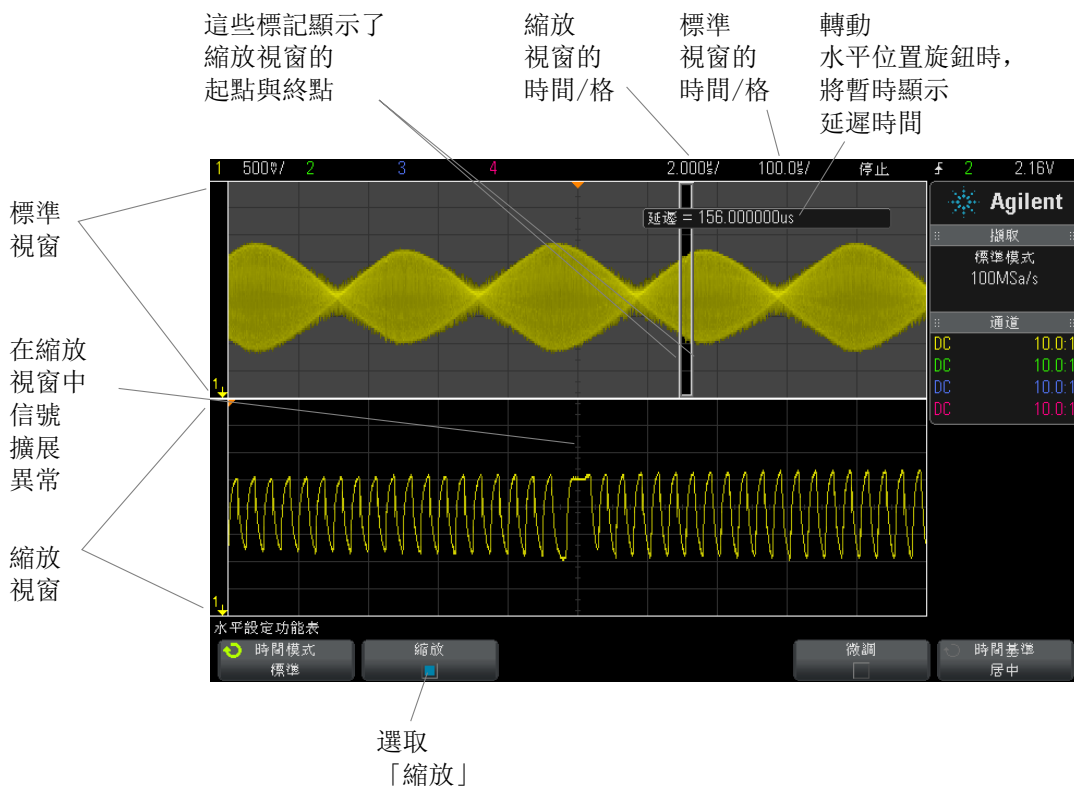 這些標記顯示了
縮放視窗的
起點與終點
縮放
視窗的
時間/格
標準
視窗的
時間/格
轉動
水平位置旋鈕時,
將暫時顯示
延遲時間
1 500㎷/ 2 3 4 2.000㎲/ 100.0㎲/ 停止 2 2.16V
標準
視窗
延遲 = 156.000000us
Agilent
擷取
標準模式
100MSa/s
通道
DC 10.0:1
DC 10.0:1
DC 10.0:1
DC 10.0:1
1
在縮放
視窗中
信號
擴展
異常
縮放
視窗
1
水平設定功能表
時間模式
標準
縮放
微調
時間基準
居中
選取
「縮放」